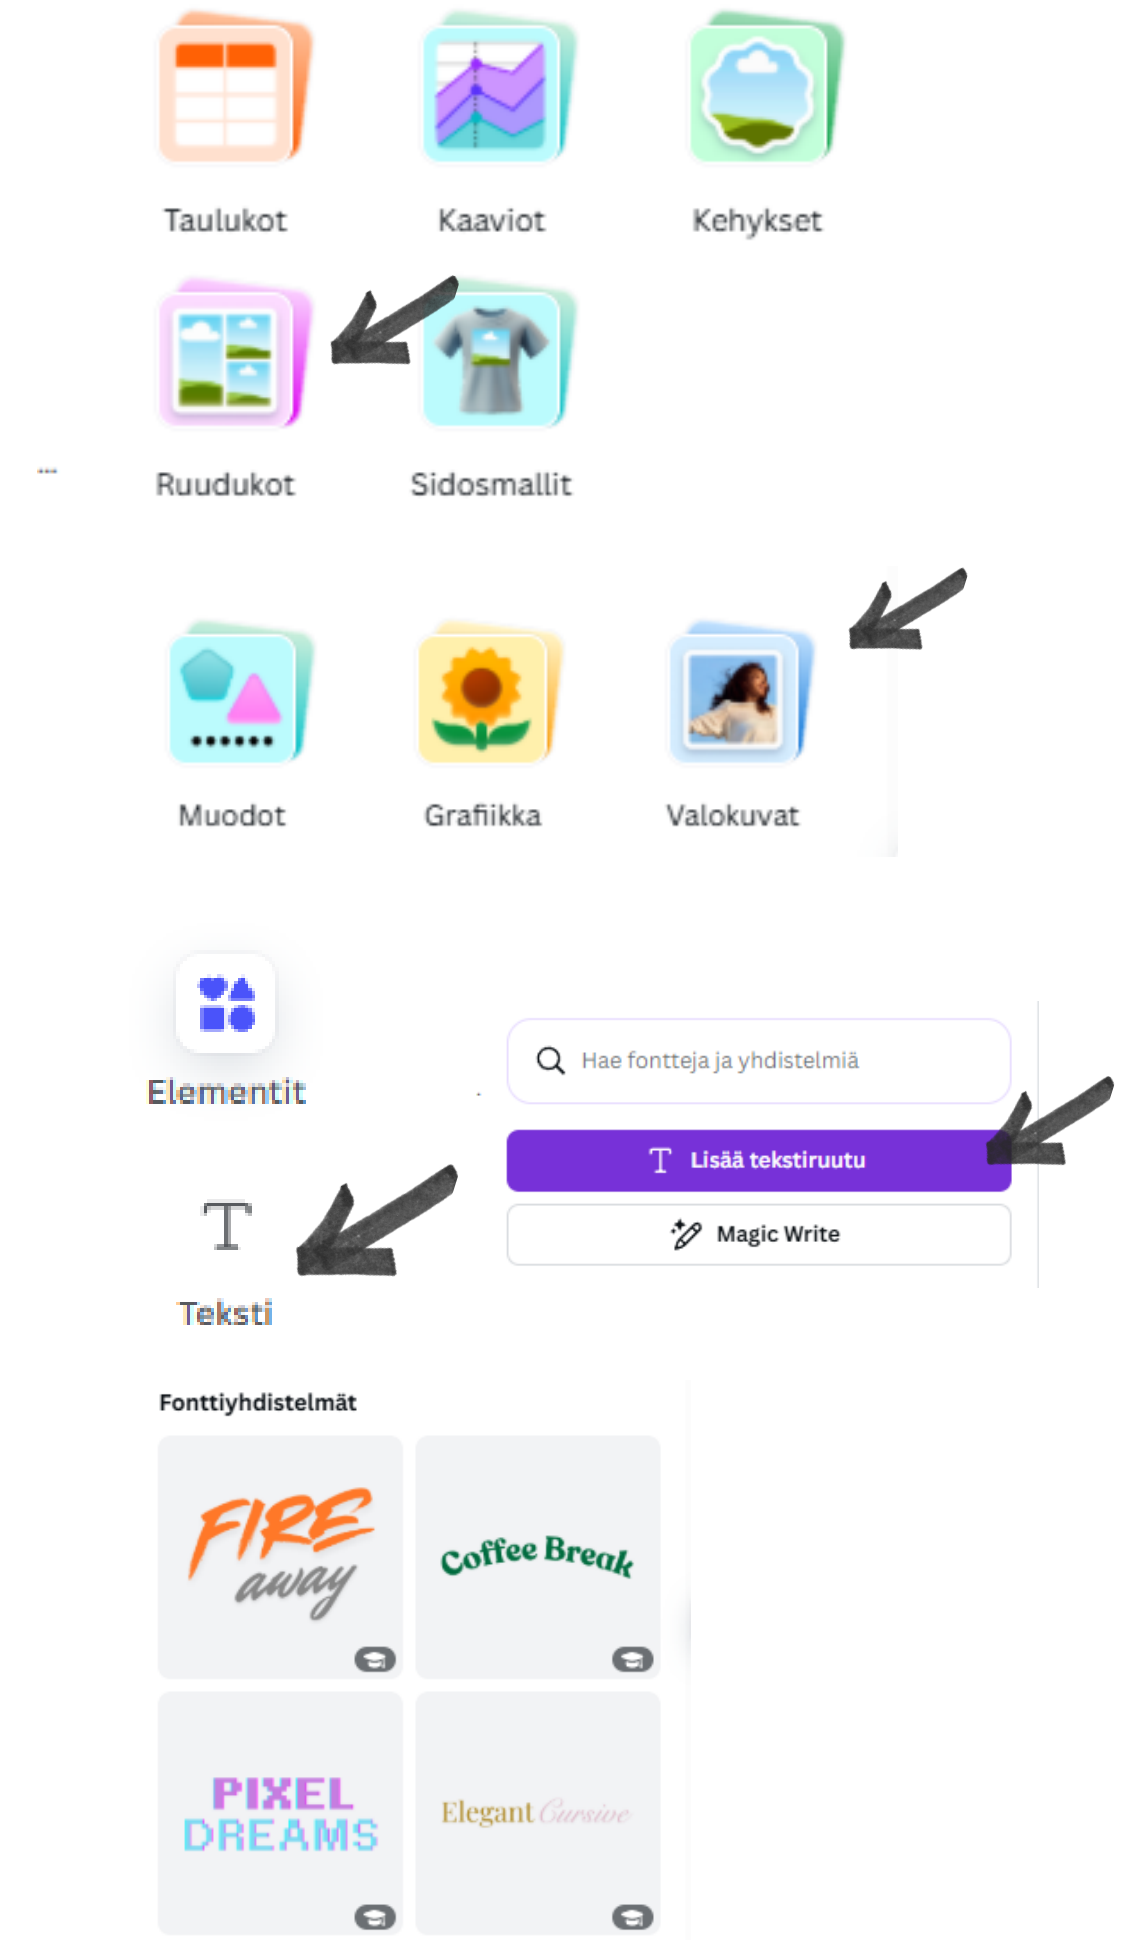 Taulukot
Kaaviot
Kehykset
Ruudukot
Sidosmallit
...
Muodot
Grafiikka
Valokuvat
Elementit
Teksti
Hae fontteja ja yhdistelmiä
Lisää tekstiruutu
Magic Write
Fonttiyhdistelmät
FIRE
away
Coffee Break
PIXEL
DREAMS
Elegant Cursive